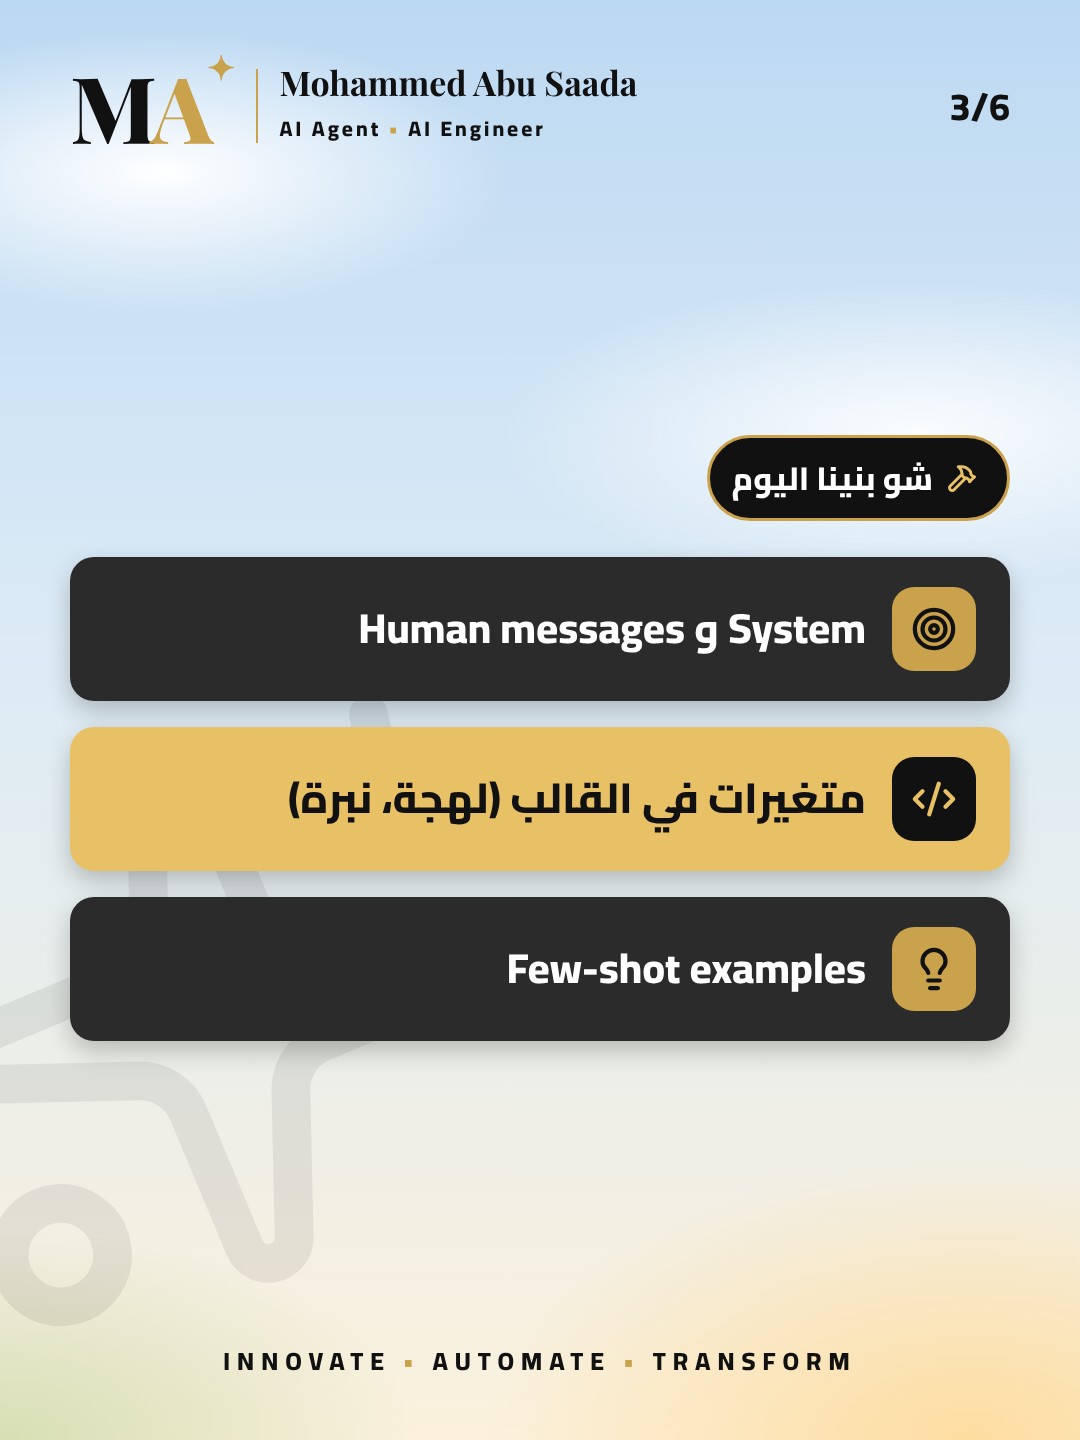 MA
Mohammed Abu Saada
AI Agent ▪ AI Engineer
3/6
شو بنينا اليوم
System و Human messages
متغيرات في القالب (لهجة، نبرة)
Few-shot examples
INNOVATE ▪ AUTOMATE ▪ TRANSFORM